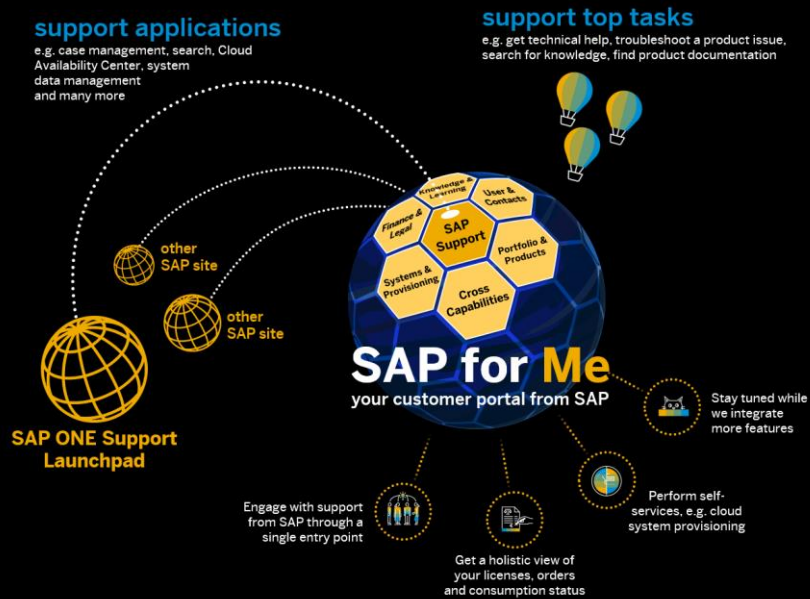 support applications
e.g. case management, search, Cloud
Availability Center, system
data management
and many more
support top tasks
e.g. get technical help, troubleshoot a product issue,
search for knowledge, find product documentation
Knowledge &
Learning
User &
Contacts
Finance &
Legal
SAP
Support
Portfolio &
Products
Systems &
Provisioning
Cross
Capabilities
other
SAP site
other
SAP site
SAP ONE Support
Launchpad
SAP for Me
your customer portal from SAP
Stay tuned while
we integrate
more features
Perform self-
services, e.g. cloud
system provisioning
Engage with support
from SAP through a
single entry point
Get a holistic view of
your licenses, orders
and consumption status